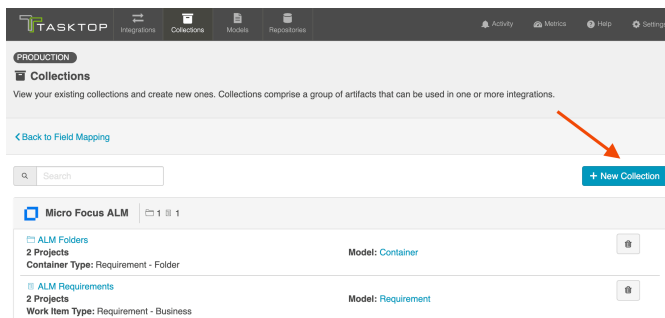 TASKTOP
Integrations
Collections
Models
Repositories
Activity
Metrics
Help
Settings
PRODUCTION
Collections
View your existing collections and create new ones. Collections comprise a group of artifacts that can be used in one or more integrations.
Back to Field Mapping
Search
+ New Collection
Micro Focus ALM 1 1
ALM Folders
2 Projects Model: Container
Container Type: Requirement - Folder
ALM Requirements
2 Projects Model: Requirement
Work Item Type: Requirement - Business